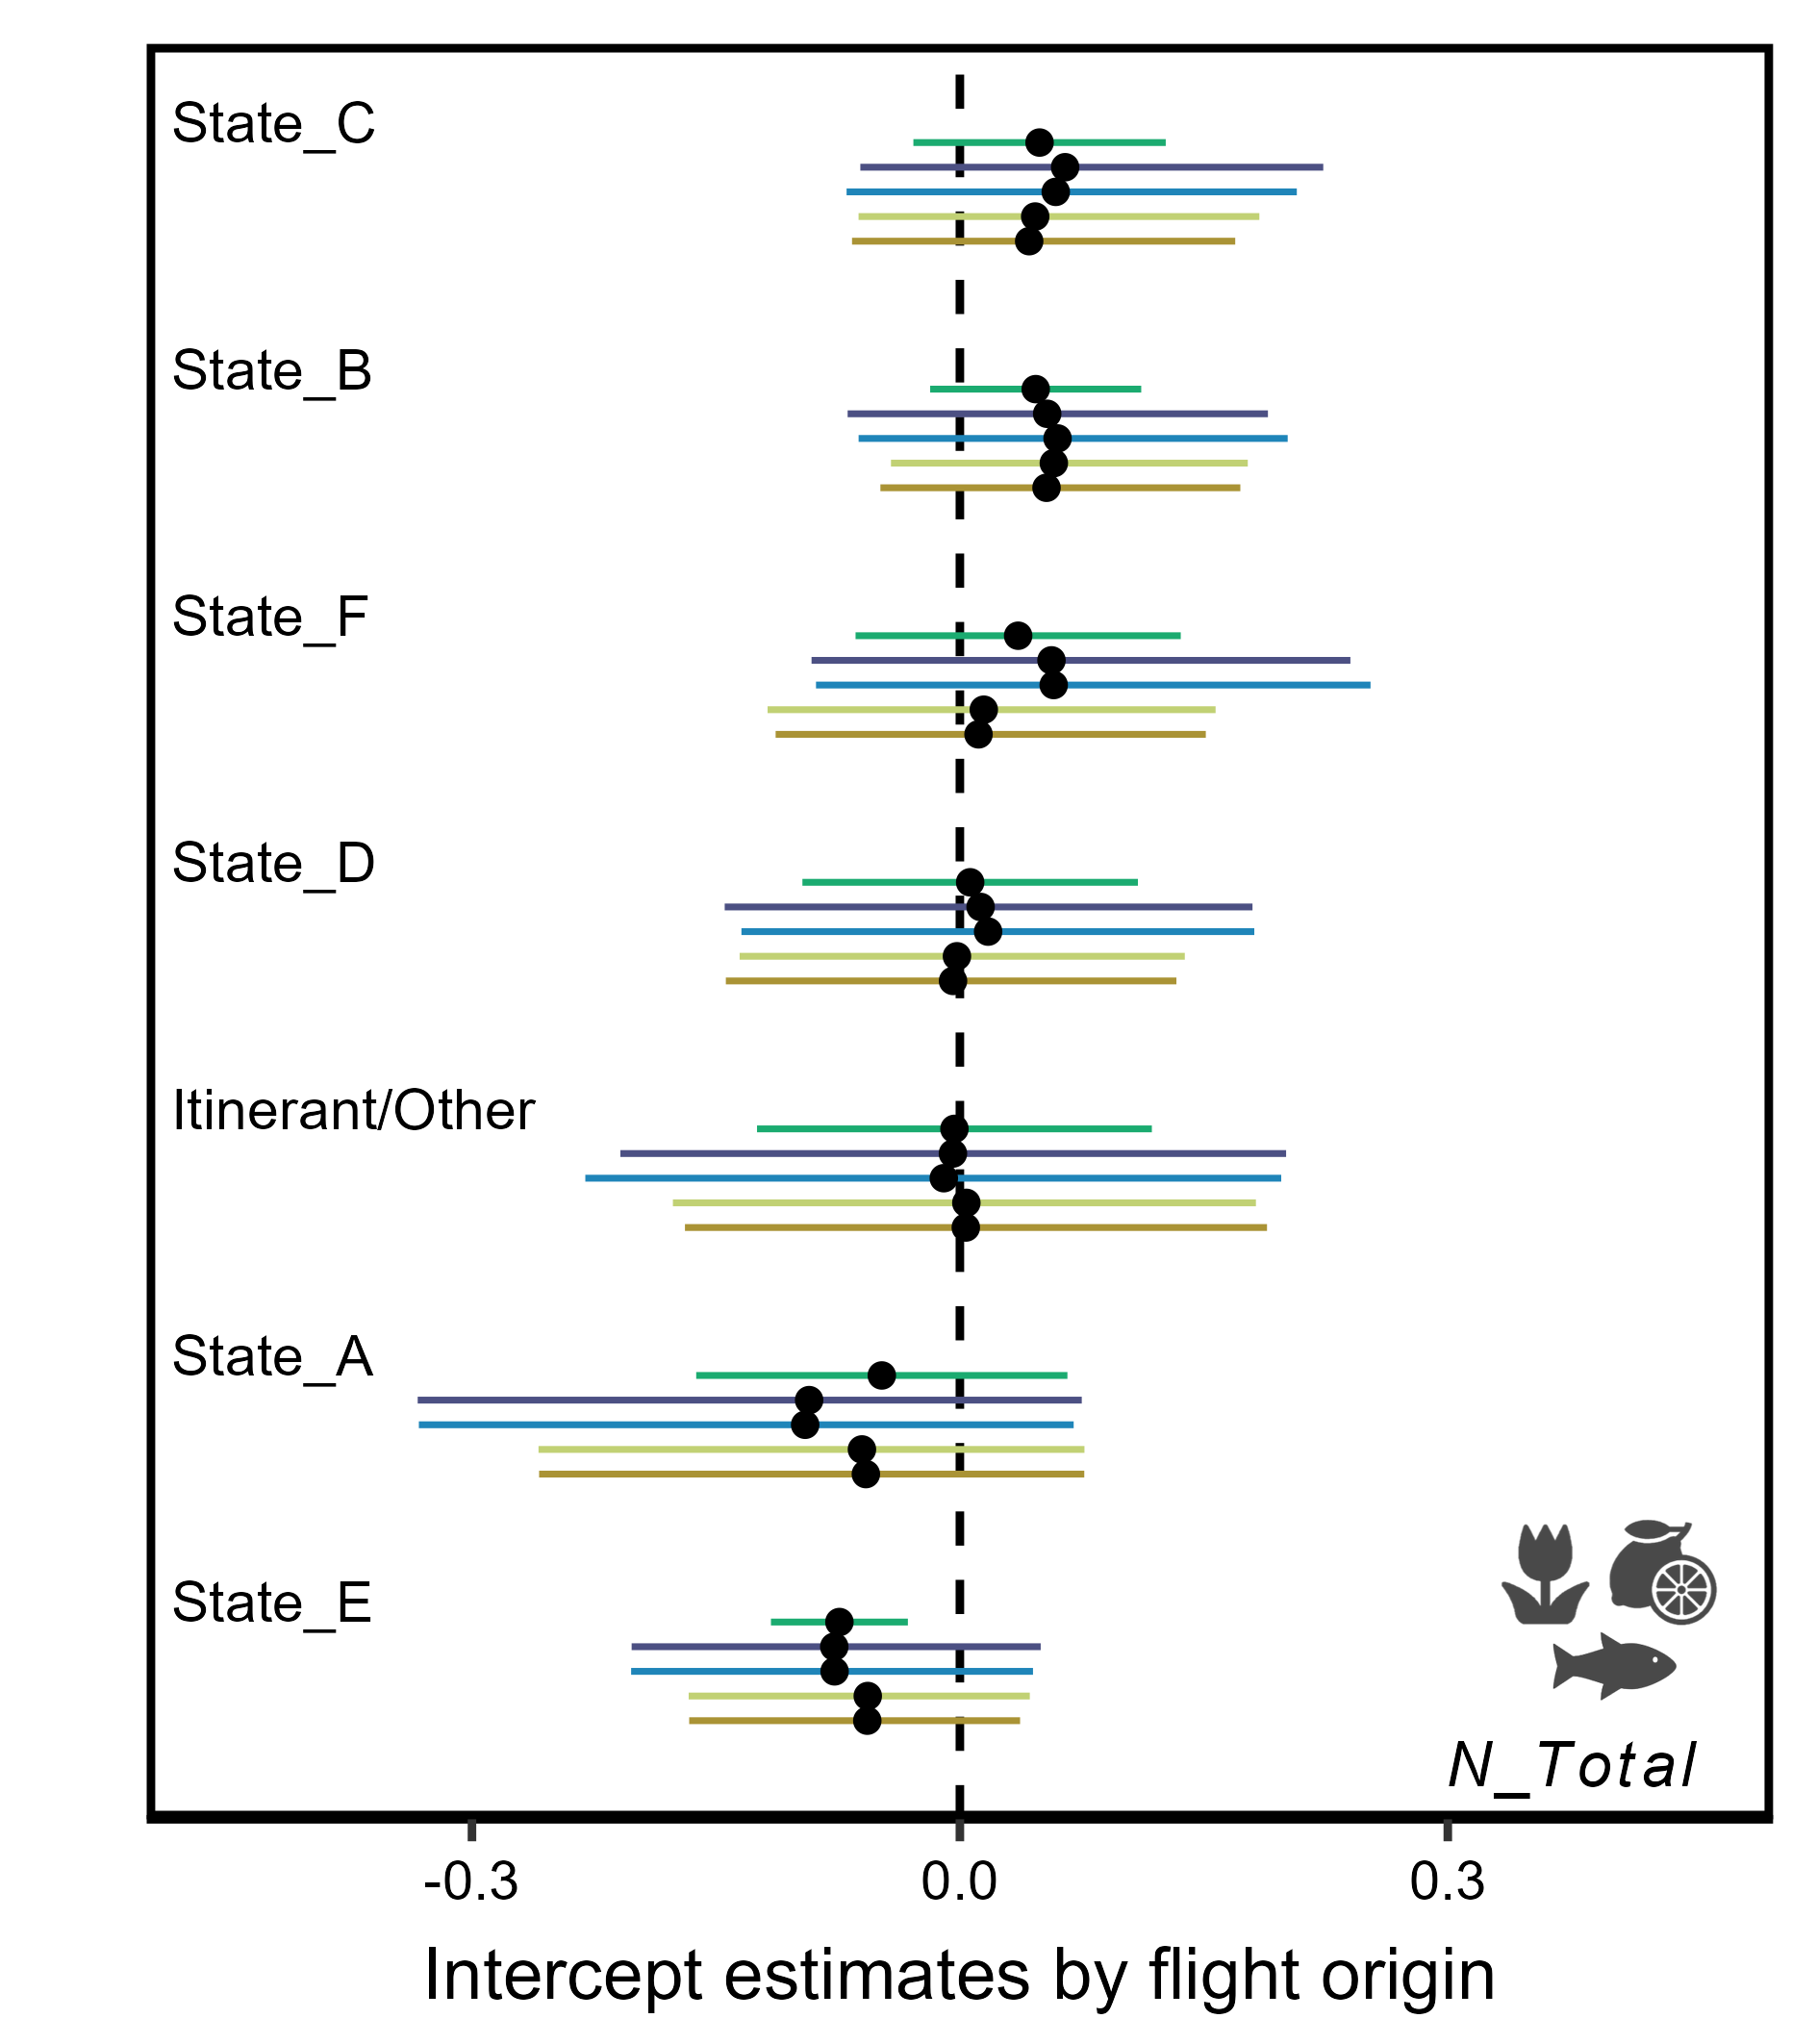 State_C
State_B
State_F
State_D
Itinerant/Other
State_A
State_E
N_Total
-0.3 0.0 0.3
Intercept estimates by flight origin